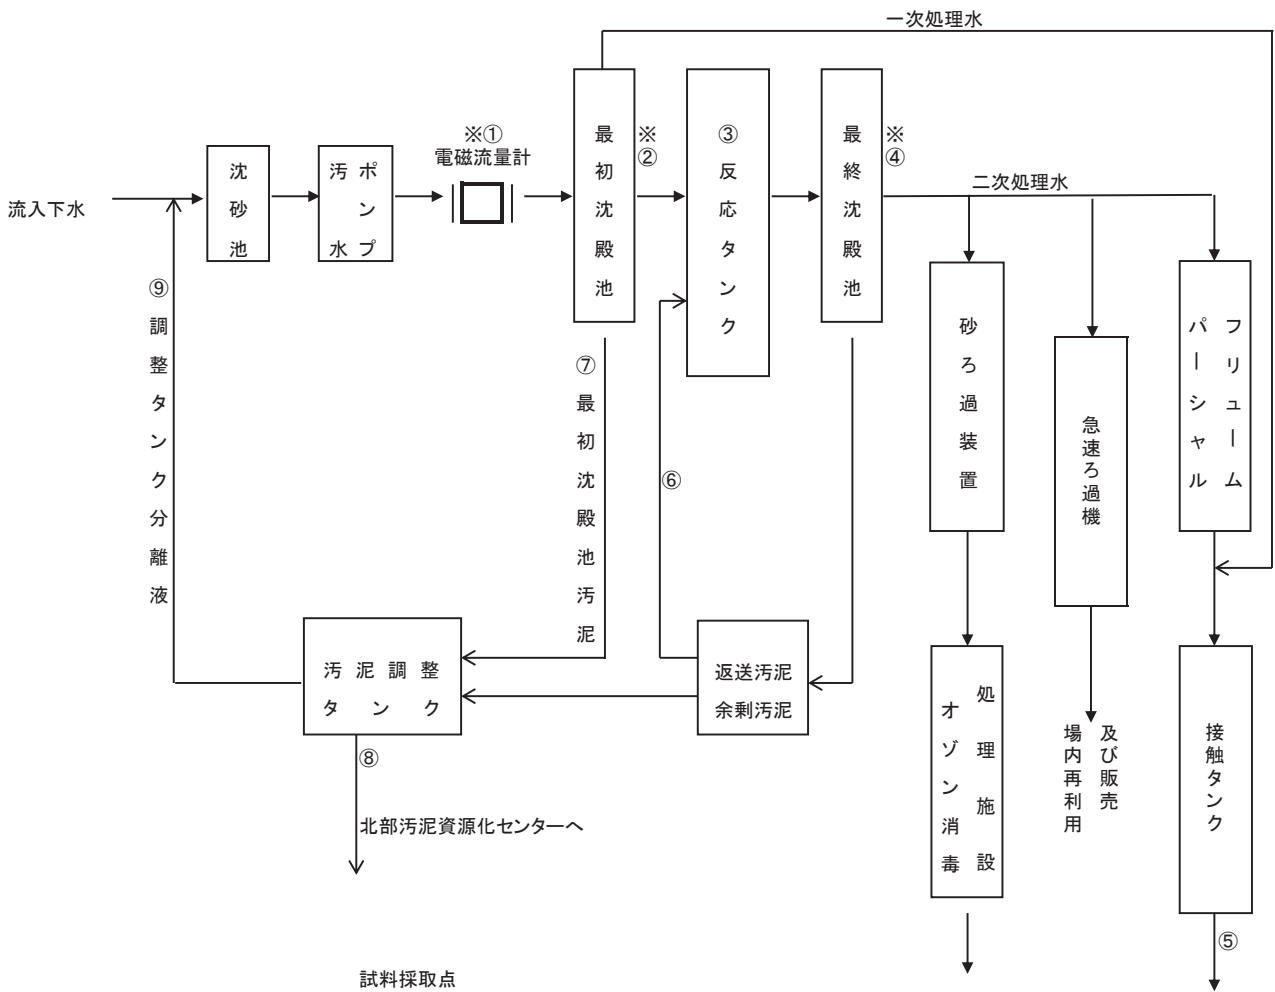 一次処理水
※①
電磁流量計
流入下水
沈砂池
汚水
ポンプ
最初沈殿池
※
②
③
反応タンク
最終沈殿池
※
④
二次処理水
⑨
調整タンク分離液
⑦
最初沈殿池汚泥
⑥
砂ろ過装置
急速ろ過機
パーシャル
フリューム
汚泥調整
タンク
返送汚泥
余剰汚泥
⑧
北部汚泥資源化センターへ
オゾン消毒
処理施設
場内再利用
及び販売
接触タンク
⑤
試料採取点